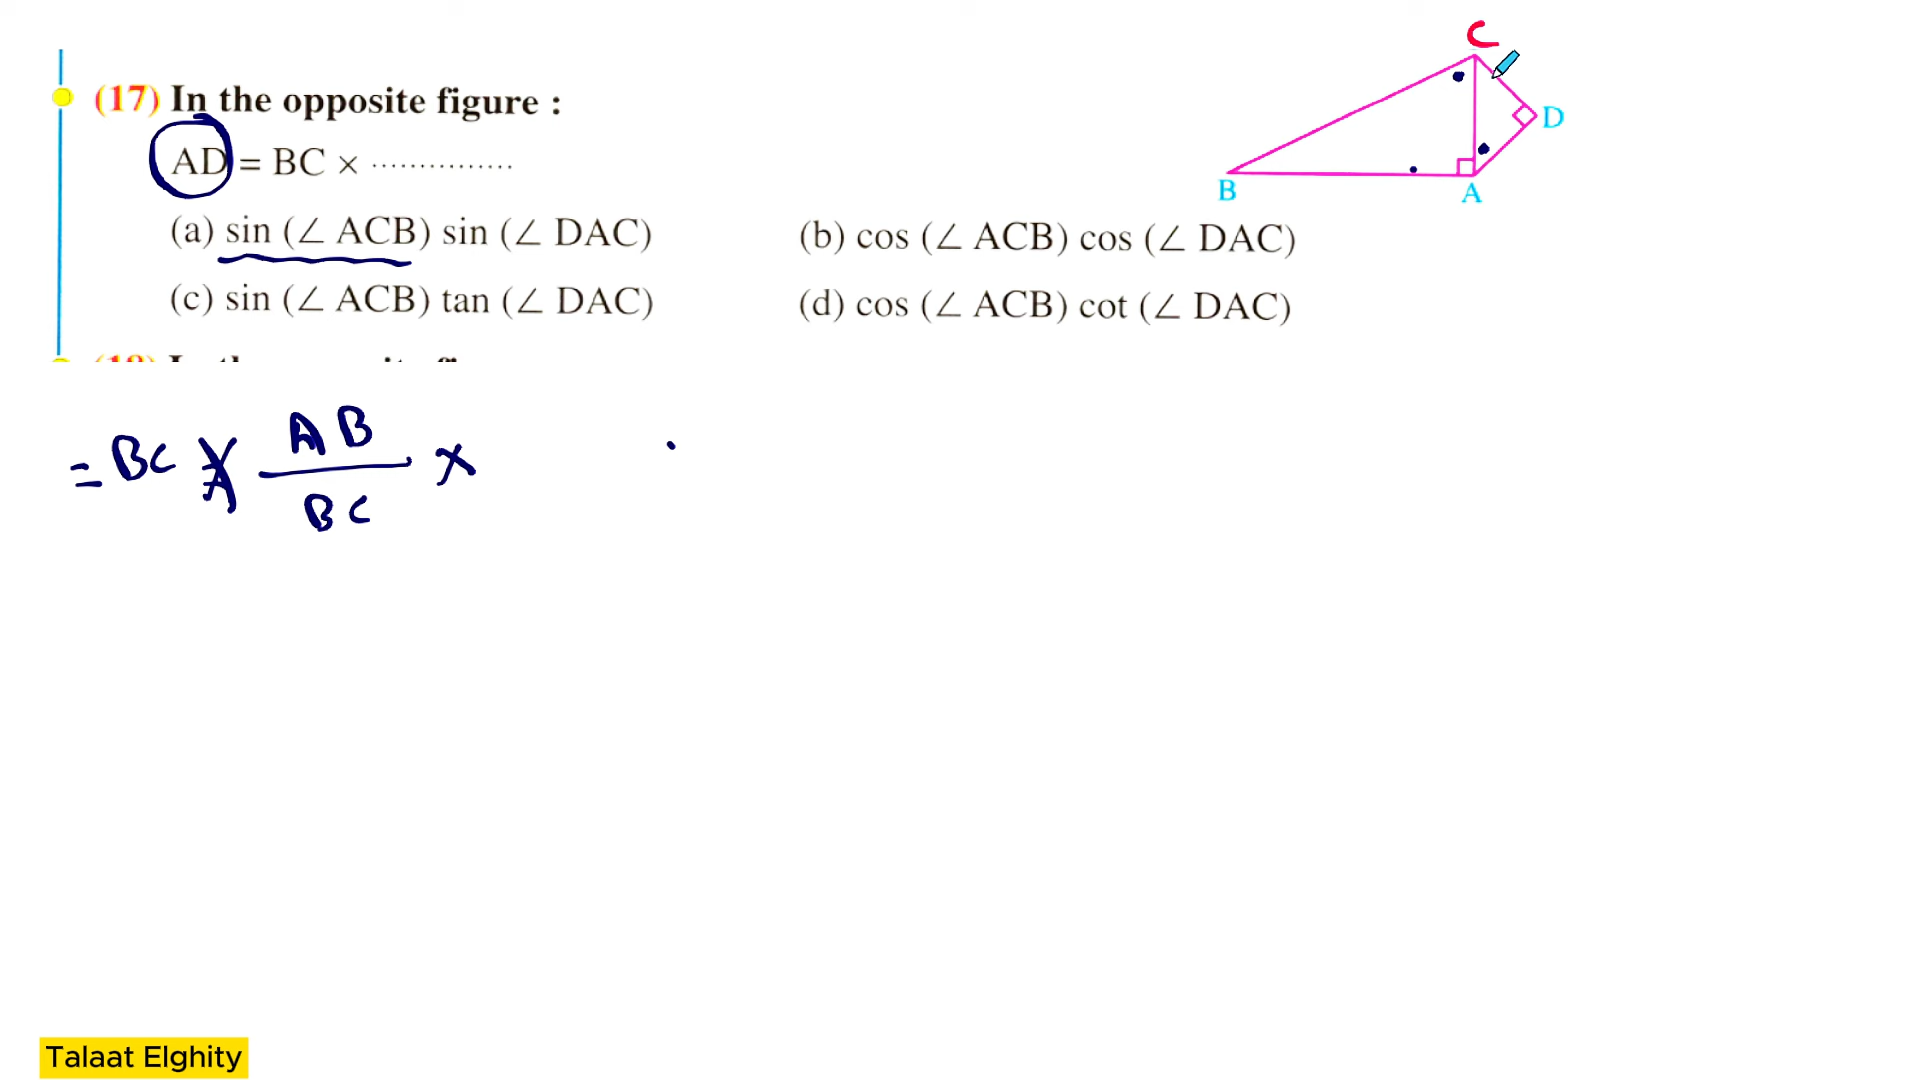 C
(17) In the opposite figure :
D
AD = BC × ...............
B
A
(a) sin (∠ ACB) sin (∠ DAC)
(b) cos (∠ ACB) cos (∠ DAC)
(c) sin (∠ ACB) tan (∠ DAC)
(d) cos (∠ ACB) cot (∠ DAC)
= BC × AB / BC ×
Talaat Elghity